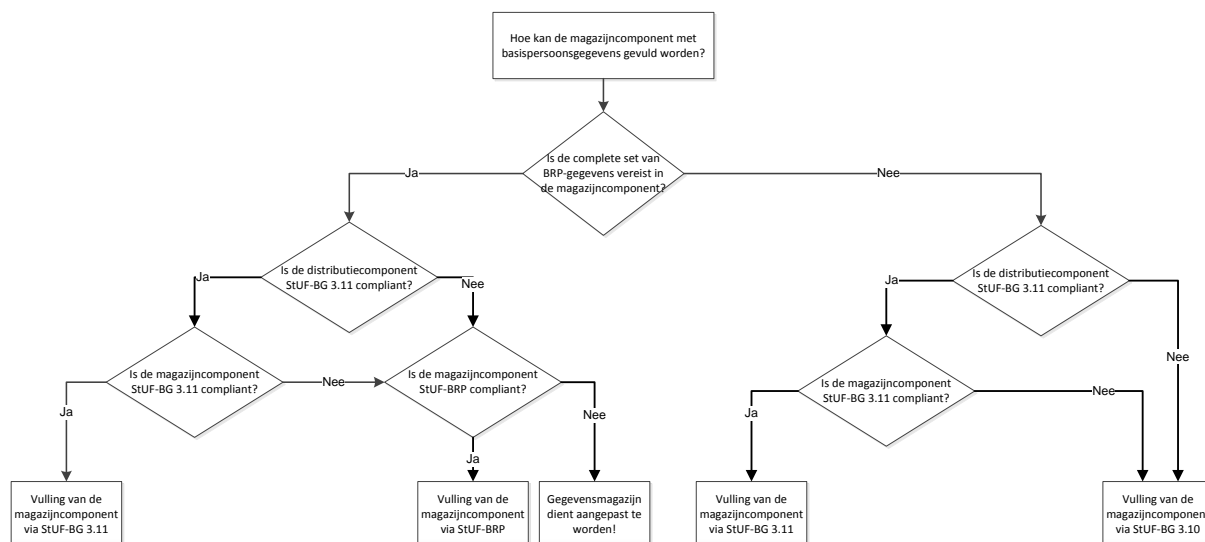 Hoe kan de magazijncomponent met
basispersoonsgegevens gevuld worden?
Is de complete set van
BRP-gegevens vereist in
de magazijncomponent?
Ja
Nee
Is de distributiecomponent
StUF-BG 3.11 compliant?
Ja
Nee
Is de distributiecomponent
StUF-BG 3.11 compliant?
Ja
Nee
Is de magazijncomponent
StUF-BG 3.11 compliant?
Ja
Nee
Is de magazijncomponent
StUF-BRP compliant?
Ja
Nee
Is de magazijncomponent
StUF-BG 3.11 compliant?
Ja
Nee
Vulling van de
magazijncomponent
via StUF-BG 3.11
Vulling van de
magazijncomponent
via StUF-BRP
Gegevensmagazijn
dient aangepast te
worden!
Vulling van de
magazijncomponent
via StUF-BG 3.11
Vulling van de
magazijncomponent
via StUF-BG 3.10